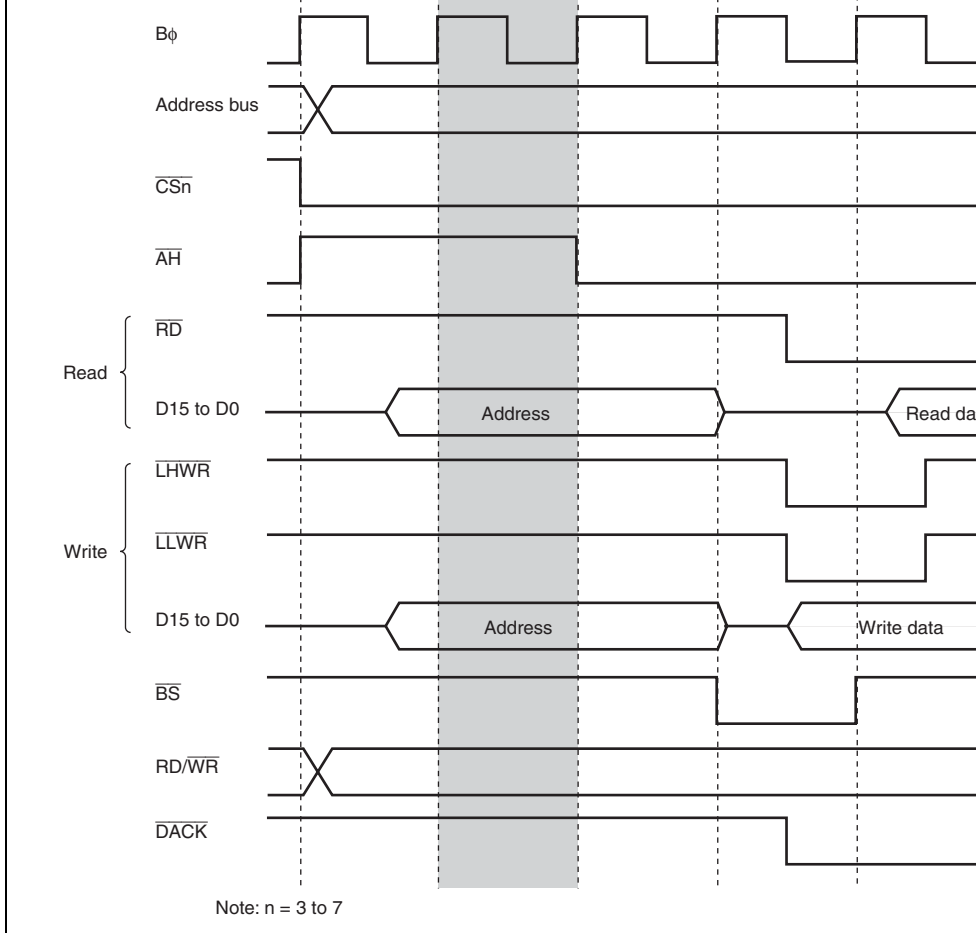 Bφ
Address bus
CSn
AH
RD
Read
D15 to D0
Address
Read da
LHWR
LLWR
Write
D15 to D0
Address
Write data
BS
RD/WR
DACK
Note: n = 3 to 7